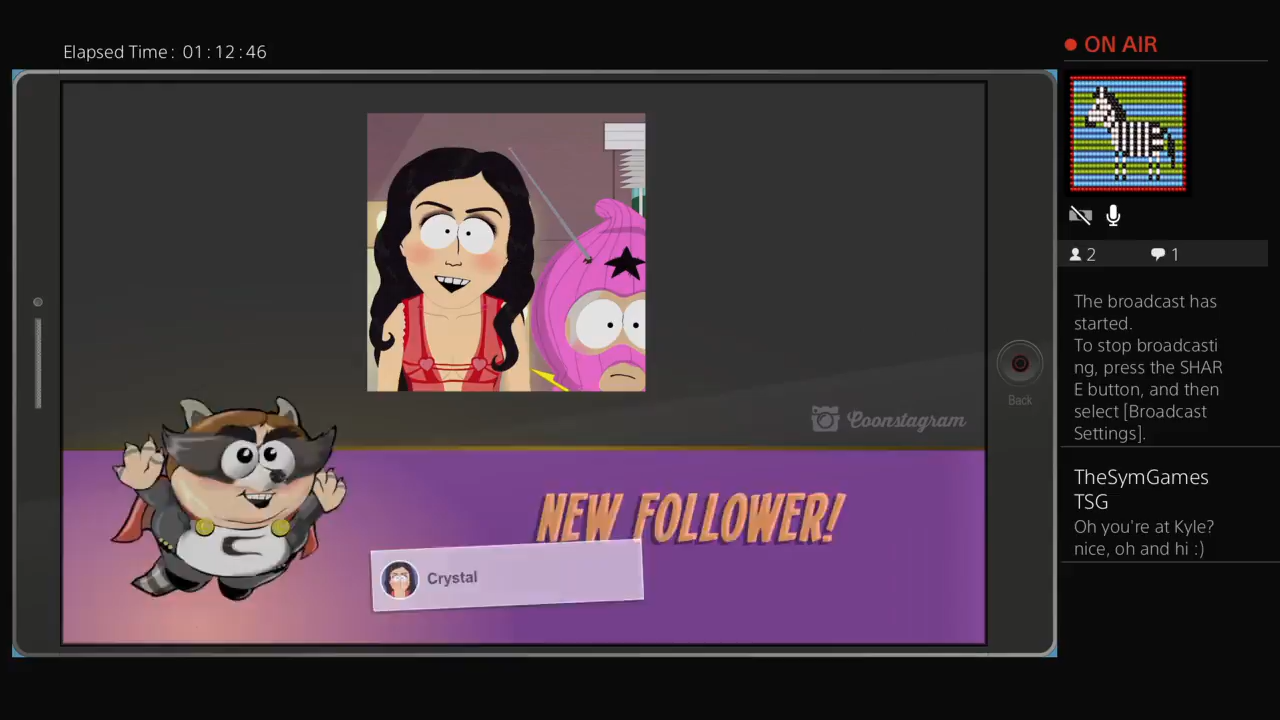 Elapsed Time: 01:12:46
ON AIR
2
1
Back
Coonstagram
The broadcast has
started.
To stop broadcasti
ng, press the SHAR
E button, and then
select [Broadcast
Settings].
NEW FOLLOWER!
Crystal
TheSymGames
TSG
Oh you're at Kyle?
nice, oh and hi :)